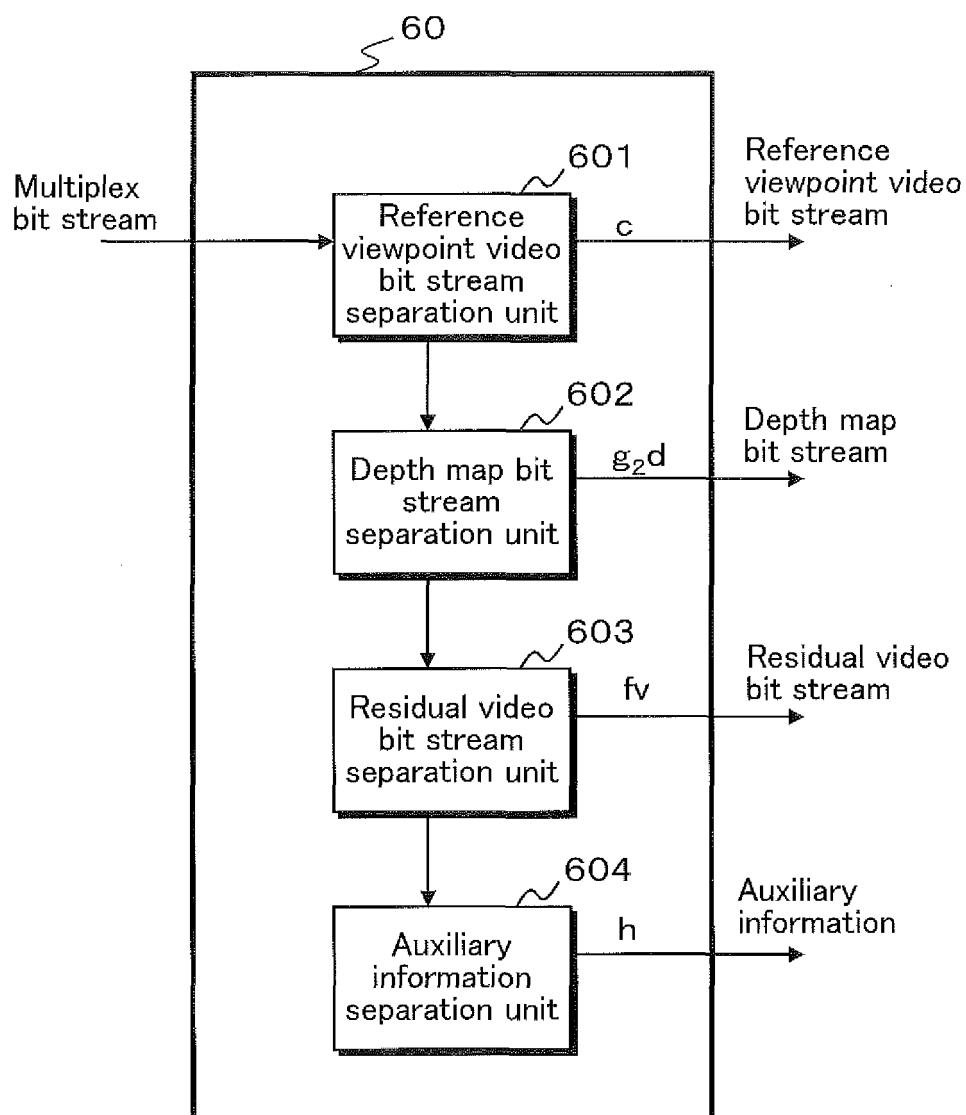 60
Multiplex
bit stream
601
Reference
viewpoint video
bit stream
separation unit
c
Reference
viewpoint video
bit stream
602
Depth map bit
stream
separation unit
g₂d
Depth map
bit stream
603
Residual video
bit stream
separation unit
fv
Residual video
bit stream
604
Auxiliary
information
separation unit
h
Auxiliary
information